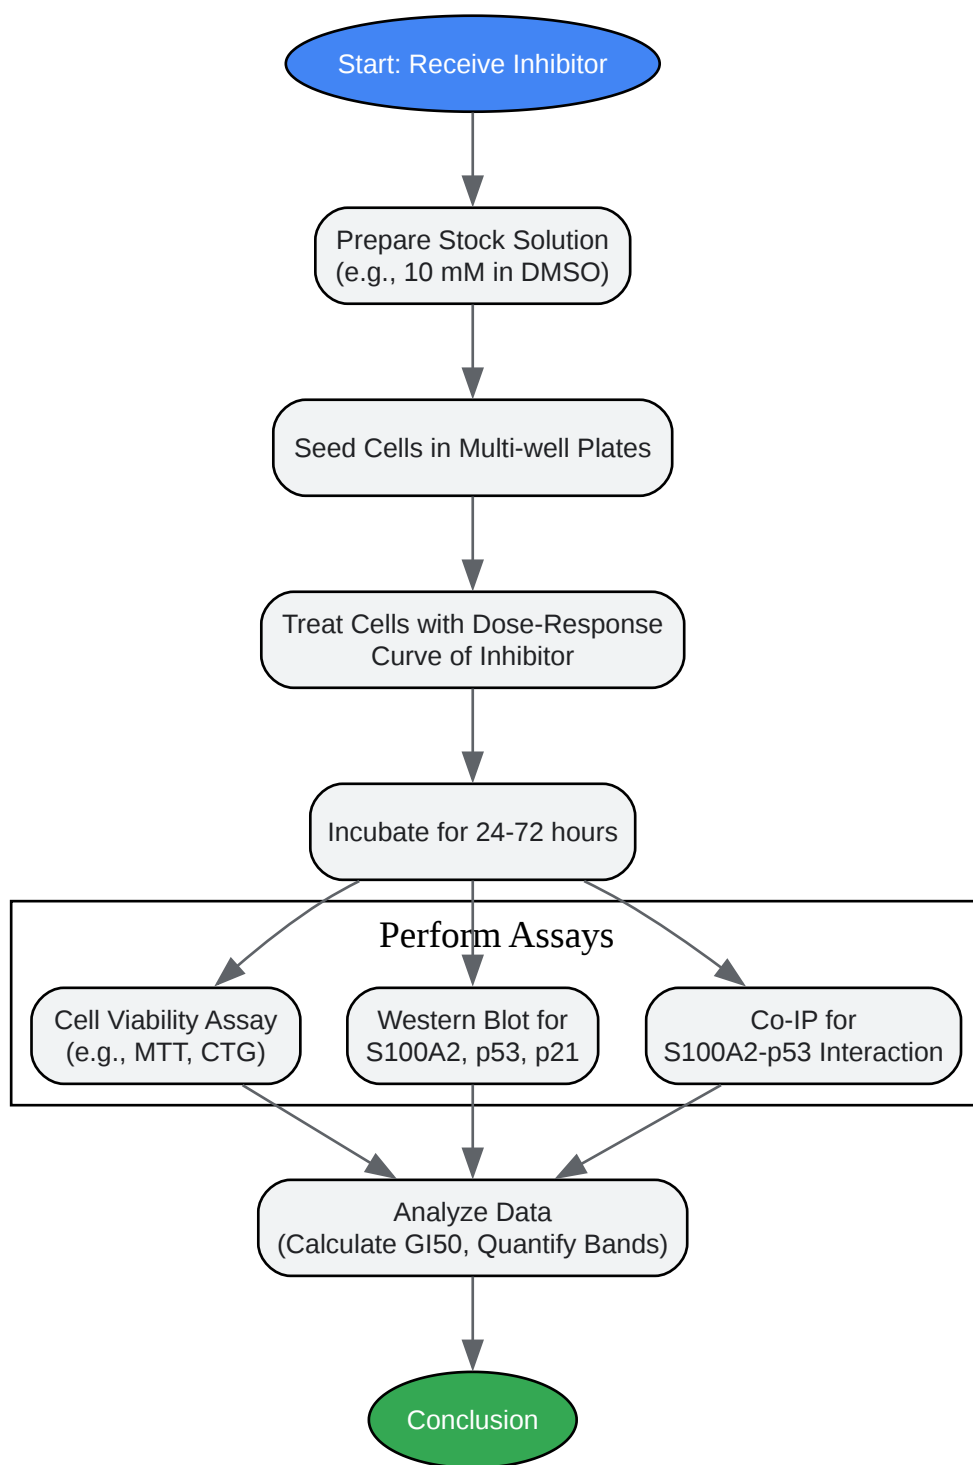 Start: Receive Inhibitor
Prepare Stock Solution
(e.g., 10 mM in DMSO)
Seed Cells in Multi-well Plates
Treat Cells with Dose-Response
Curve of Inhibitor
Incubate for 24-72 hours
Perform Assays
Cell Viability Assay
(e.g., MTT, CTG)
Western Blot for
S100A2, p53, p21
Co-IP for
S100A2-p53 Interaction
Analyze Data
(Calculate GI50, Quantify Bands)
Conclusion